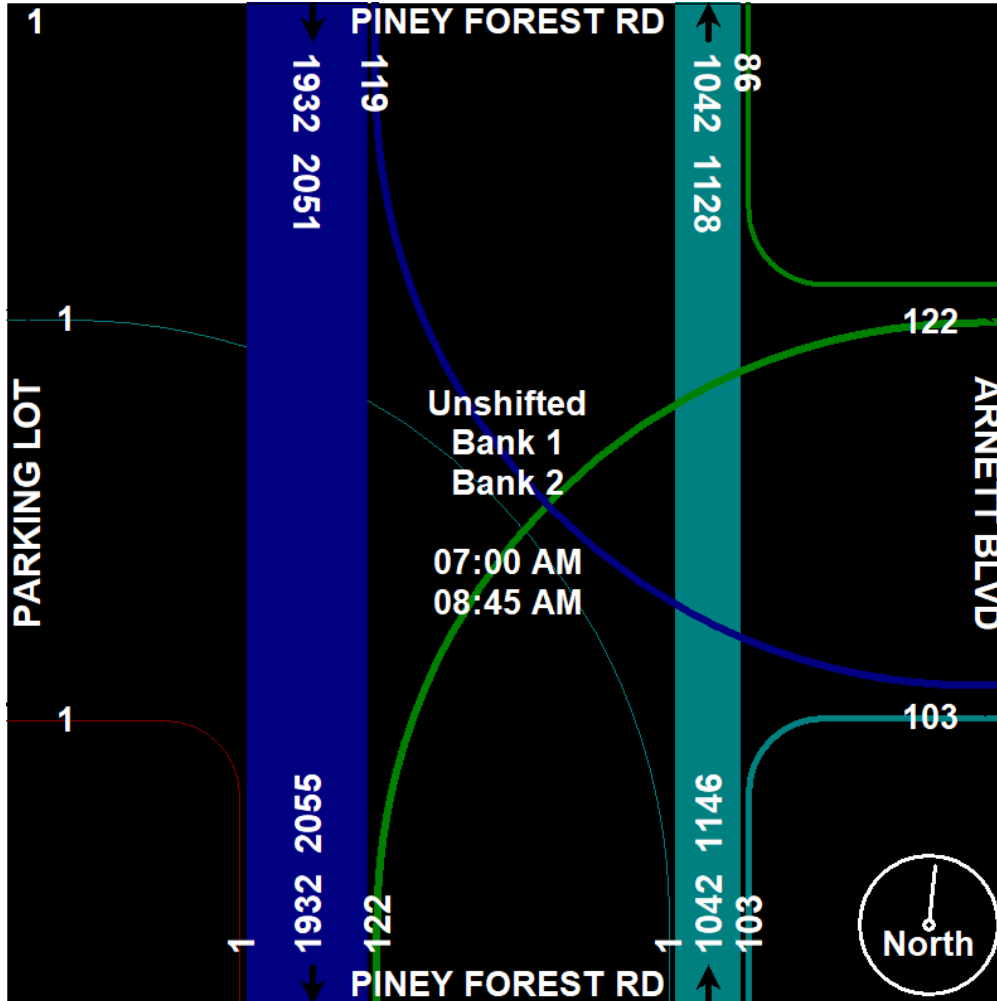 1
PINEY FOREST RD
1932 2051
119
1042 1128
86
1
122
PARKING LOT
Unshifted
Bank 1
Bank 2
07:00 AM
08:45 AM
ARNETT BLVD
1
103
1
1932 2055
122
1
1042 1146
103
North
PINEY FOREST RD